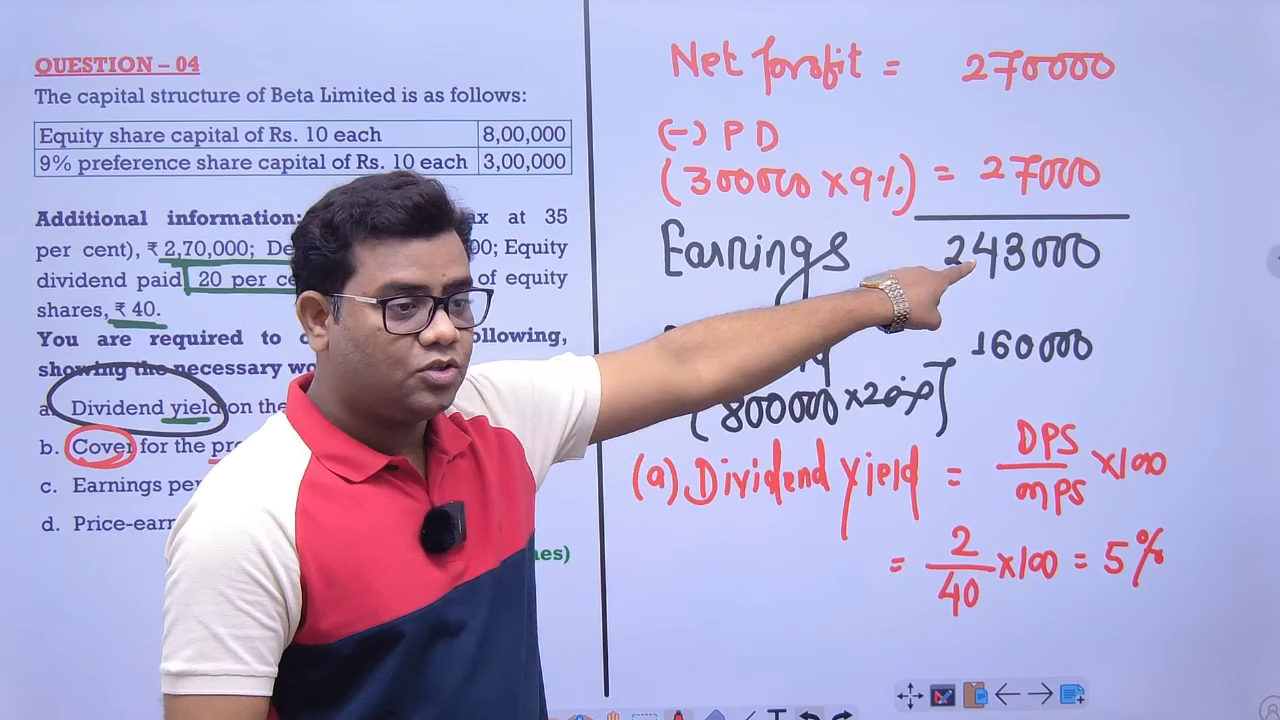 QUESTION – 04
The capital structure of Beta Limited is as follows:
Equity share capital of Rs. 10 each 8,00,000
9% preference share capital of Rs. 10 each 3,00,000
Additional information: ax at 35
per cent), ₹ 2,70,000; De 00; Equity
dividend paid 20 per ce of equity
shares, ₹ 40.
You are required to following,
showing the necessary wo
a. Dividend yield on the
b. Cover for the pr
c. Earnings per
d. Price-earn
es)
Net Profit = 270000
(-) PD
(300000 x 9%) = 27000
Earnings 243000
160000
(800000 x 20%]
(a) Dividend Yield = DPS/MPS x100
= 2/40 x100 = 5%